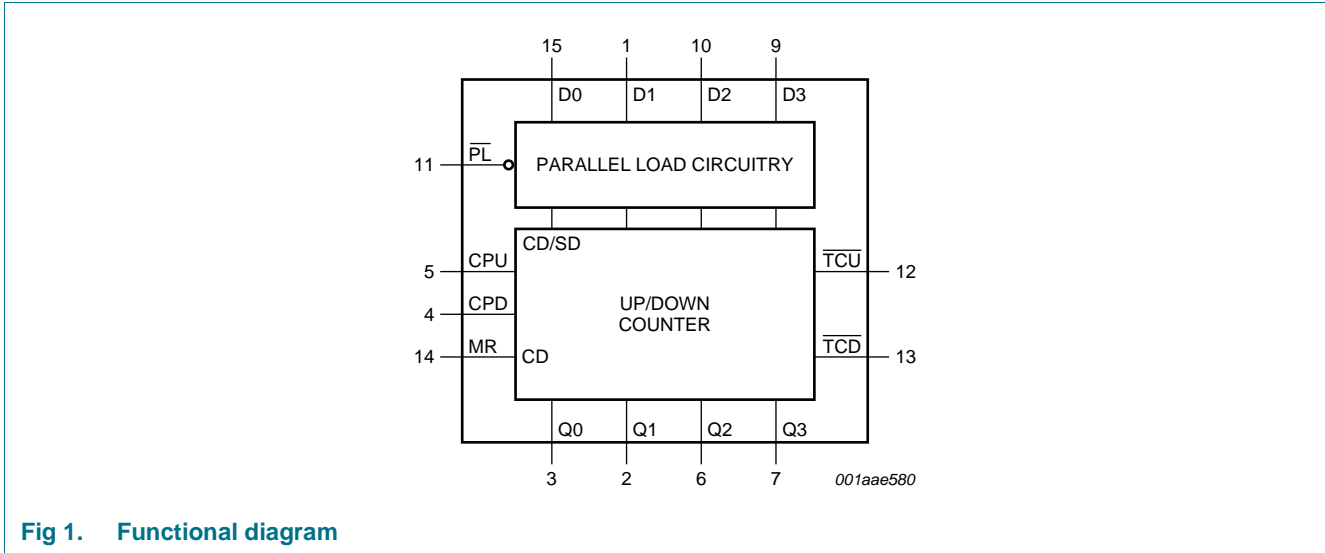 15 1 10 9
D0 D1 D2 D3
11 PL PARALLEL LOAD CIRCUITRY
CD/SD
5 CPU TCU 12
4 CPD UP/DOWN
COUNTER
14 MR CD TCD 13
Q0 Q1 Q2 Q3
3 2 6 7 001aae580
Fig 1. Functional diagram